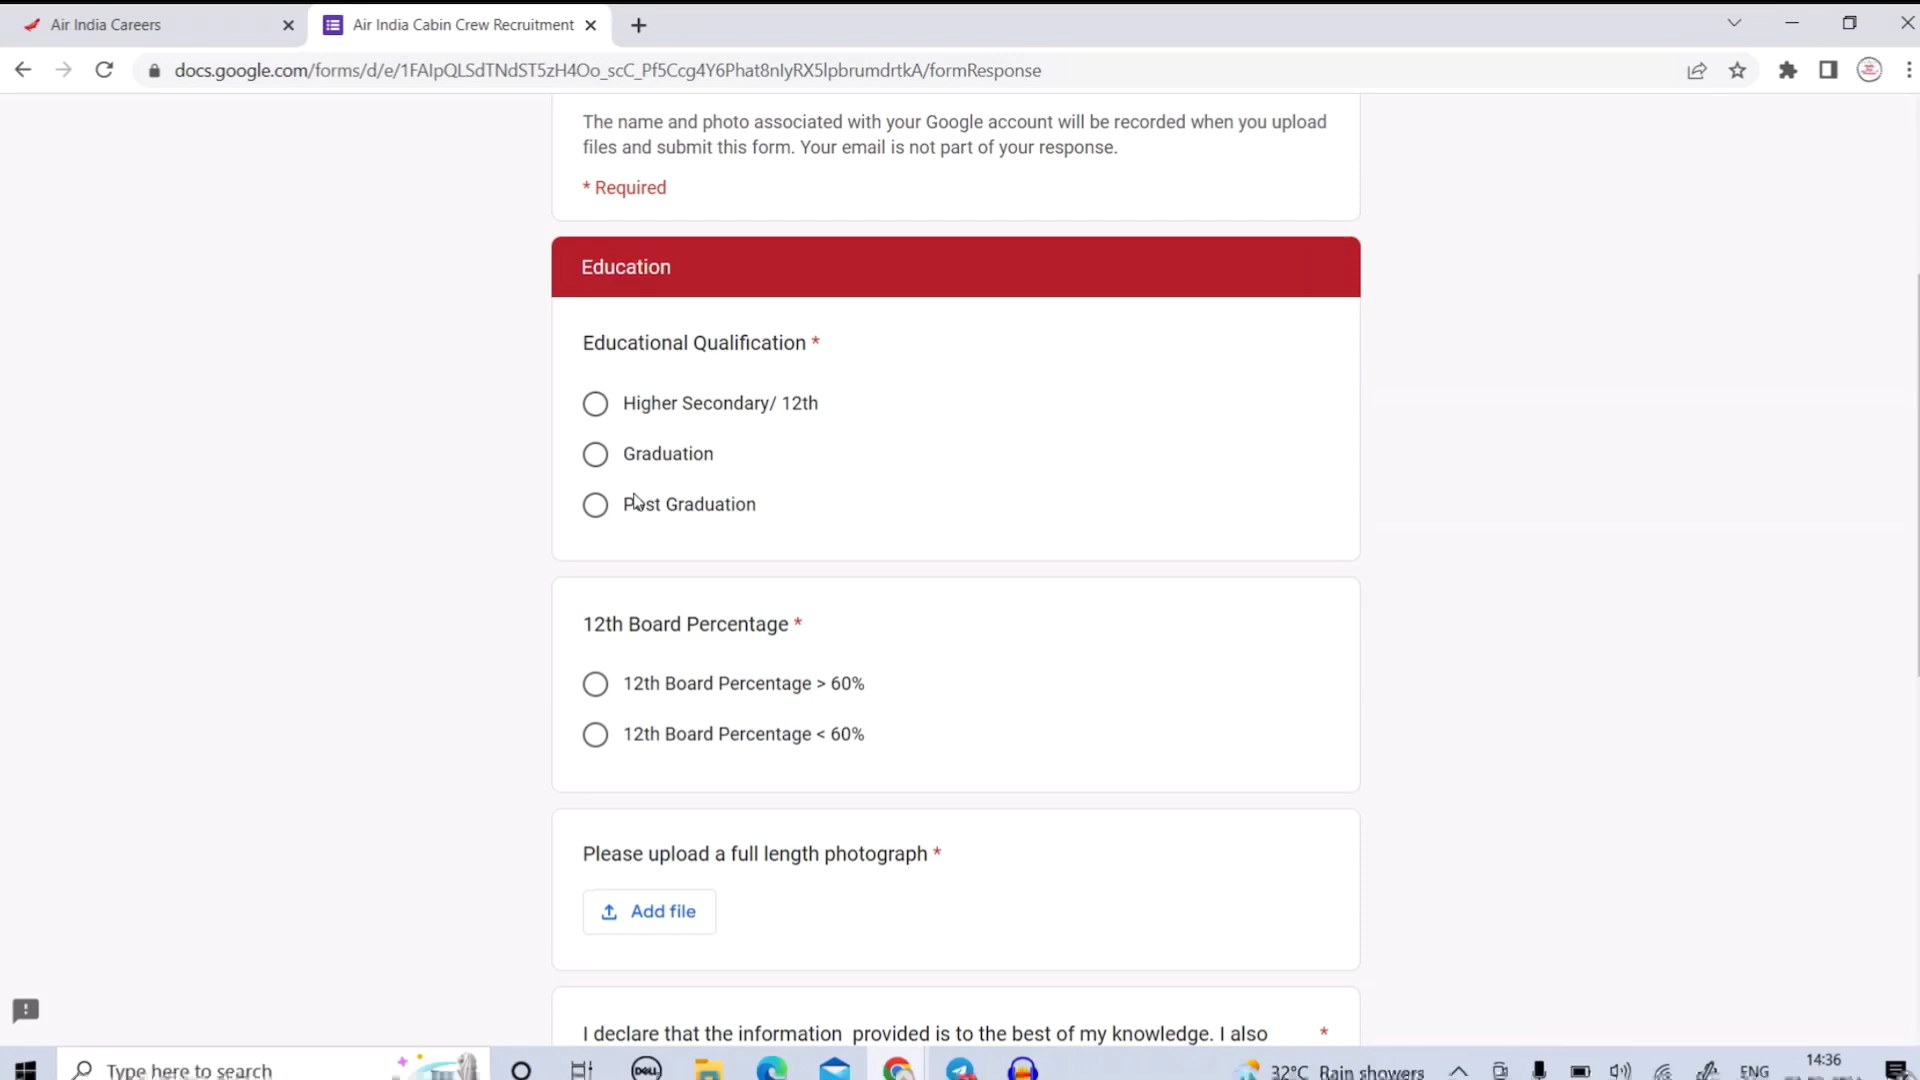 Air India Careers
Air India Cabin Crew Recruitment
docs.google.com/forms/d/e/1FAIpQLSdTNdST5zH4Oo_scC_Pf5Ccg4Y6Phat8nIyRX5lpbrumdrtkA/formResponse
The name and photo associated with your Google account will be recorded when you upload
files and submit this form. Your email is not part of your response.
* Required
Education
Educational Qualification *
Higher Secondary/ 12th
Graduation
Post Graduation
12th Board Percentage *
12th Board Percentage > 60%
12th Board Percentage < 60%
Please upload a full length photograph *
Add file
I declare that the information provided is to the best of my knowledge. I also *
Type here to search
DELL
32°C Rain showers
ENG
14:36